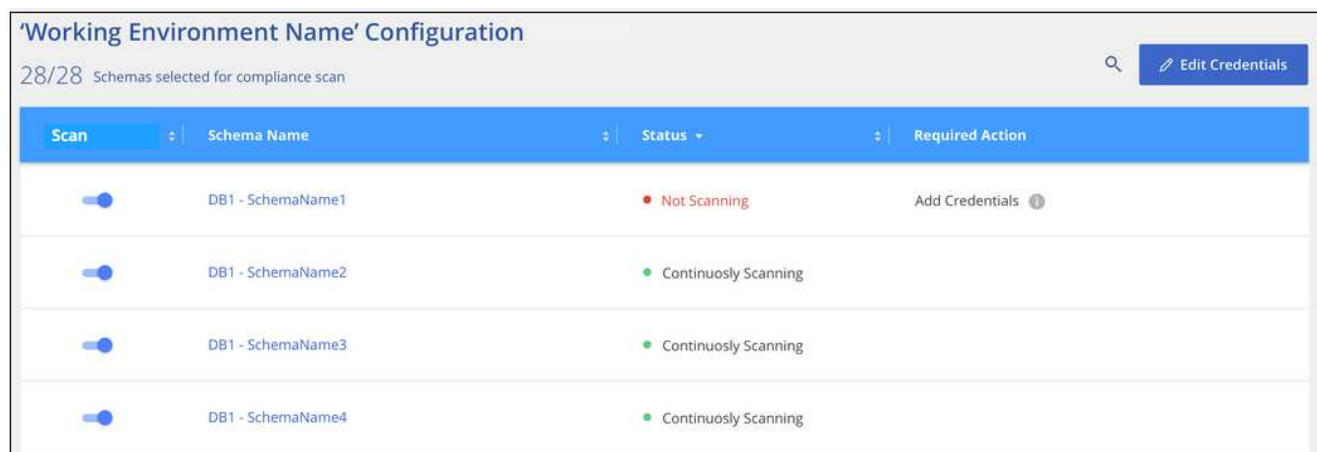 ‘Working Environment Name’ Configuration
28/28 Schemas selected for compliance scan
Edit Credentials
Scan Schema Name Status Required Action
DB1 - SchemaName1 Not Scanning Add Credentials
DB1 - SchemaName2 Continuosly Scanning
DB1 - SchemaName3 Continuosly Scanning
DB1 - SchemaName4 Continuosly Scanning